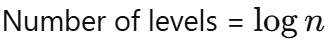 Number of levels = log n